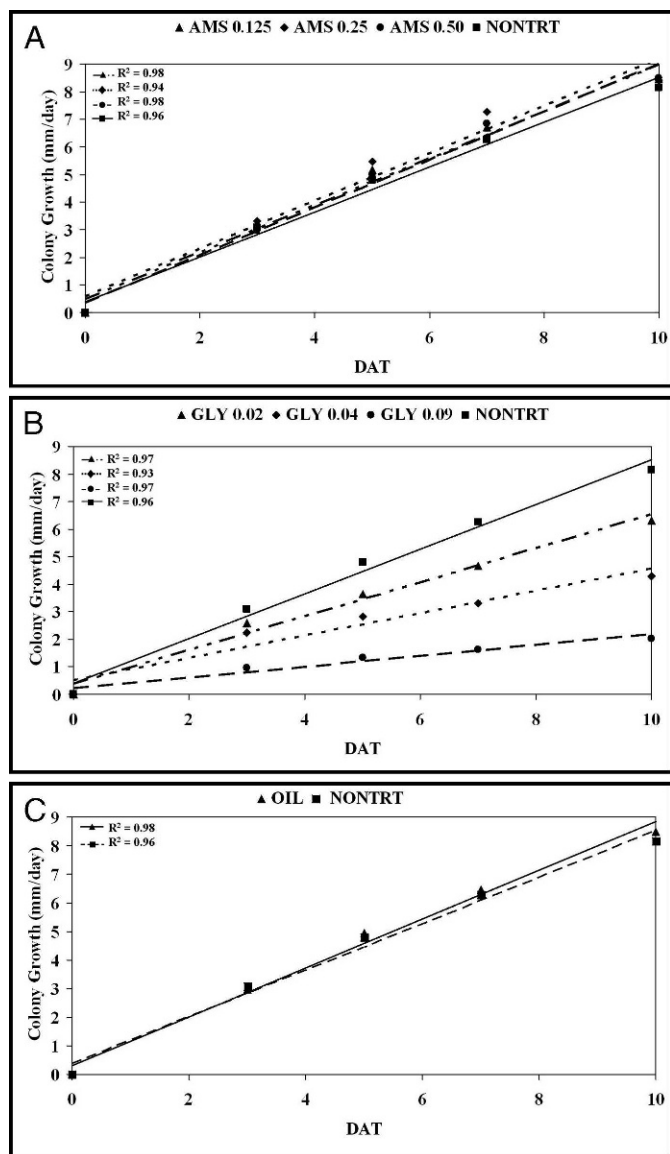 A
▲ AMS 0.125 ◆ AMS 0.25 ● AMS 0.50 ■ NONTRT
R² = 0.98
R² = 0.94
R² = 0.98
R² = 0.96
Colony Growth (mm/day)
9
8
7
6
5
4
3
2
1
0
0 2 4 6 8 10
DAT
B
▲ GLY 0.02 ◆ GLY 0.04 ● GLY 0.09 ■ NONTRT
R² = 0.97
R² = 0.93
R² = 0.97
R² = 0.96
Colony Growth (mm/day)
9
8
7
6
5
4
3
2
1
0
0 2 4 6 8 10
DAT
C
▲ OIL ■ NONTRT
R² = 0.98
R² = 0.96
Colony Growth (mm/day)
9
8
7
6
5
4
3
2
1
0
0 2 4 6 8 10
DAT